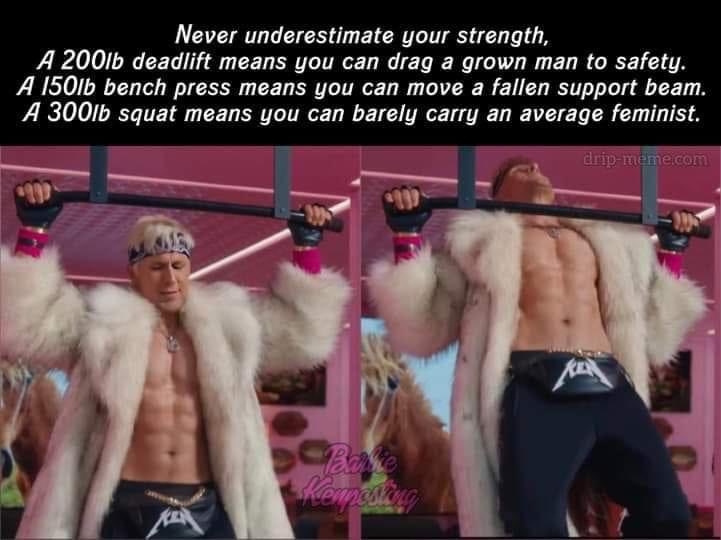 Never underestimate your strength,
A 200lb deadlift means you can drag a grown man to safety.
A 150lb bench press means you can move a fallen support beam.
A 300lb squat means you can barely carry an average feminist.
drip-meme.com
KEN
KEN
Barbie
Kenposting